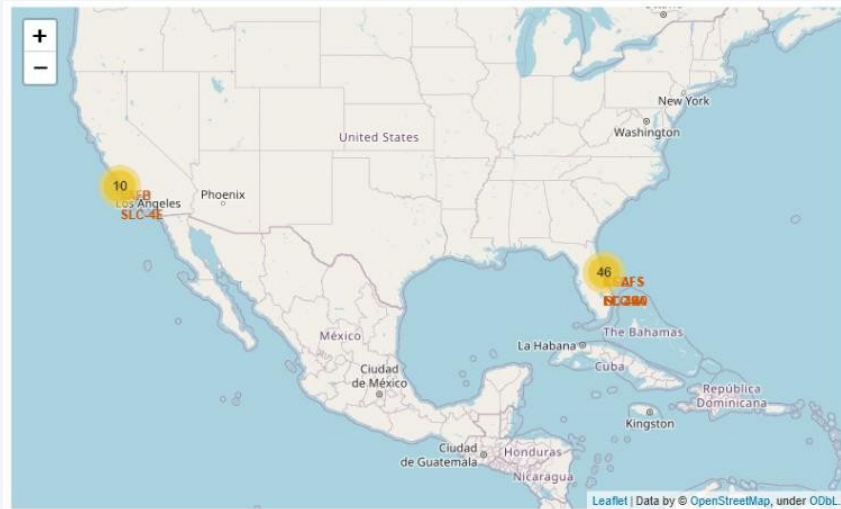 +
−
New York
Washington
United States
10
Phoenix
Los Angeles
SLC-4E
46
The Bahamas
México
La Habana
Cuba
Ciudad
de México
República
Dominicana
Kingston
Ciudad
de Guatemala
Honduras
Nicaragua
Leaflet | Data by © OpenStreetMap, under ODbL.